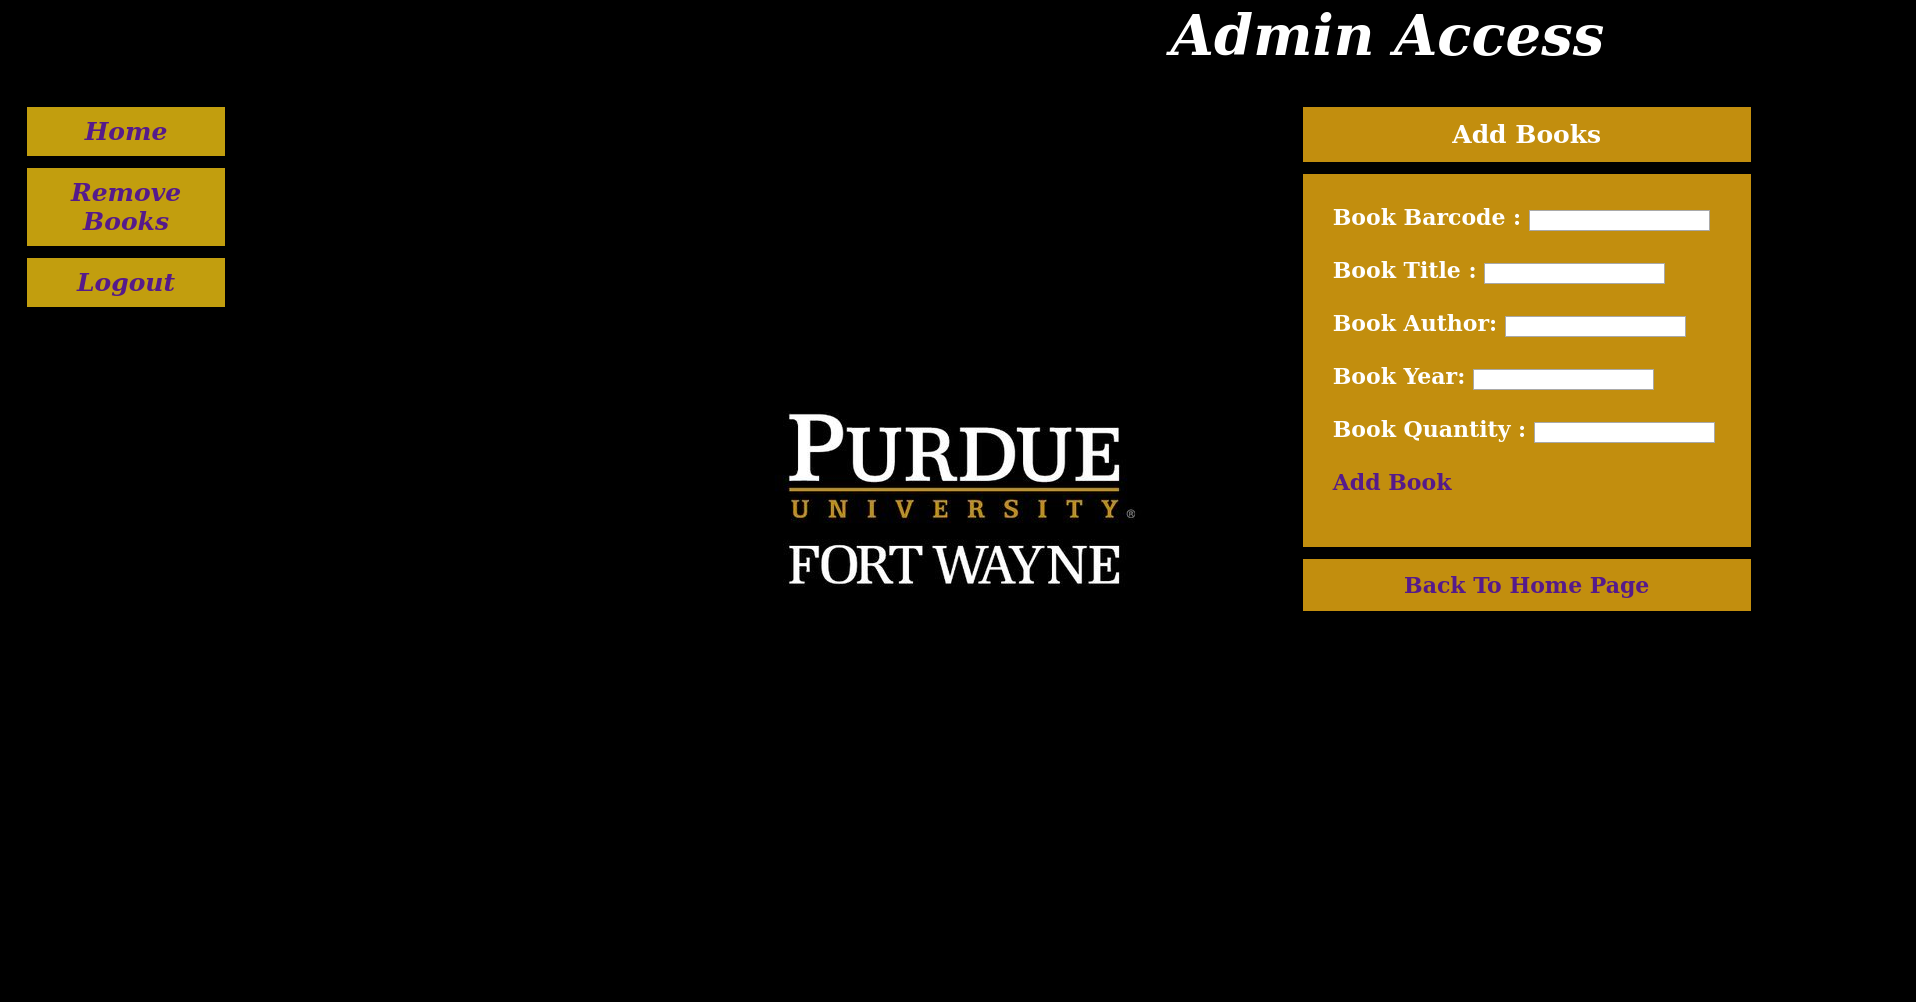 Admin Access
Home
Remove
Books
Logout
Add Books
Book Barcode :
Book Title :
Book Author:
Book Year:
Book Quantity :
Add Book
Back To Home Page
PURDUE
UNIVERSITY®
FORT WAYNE